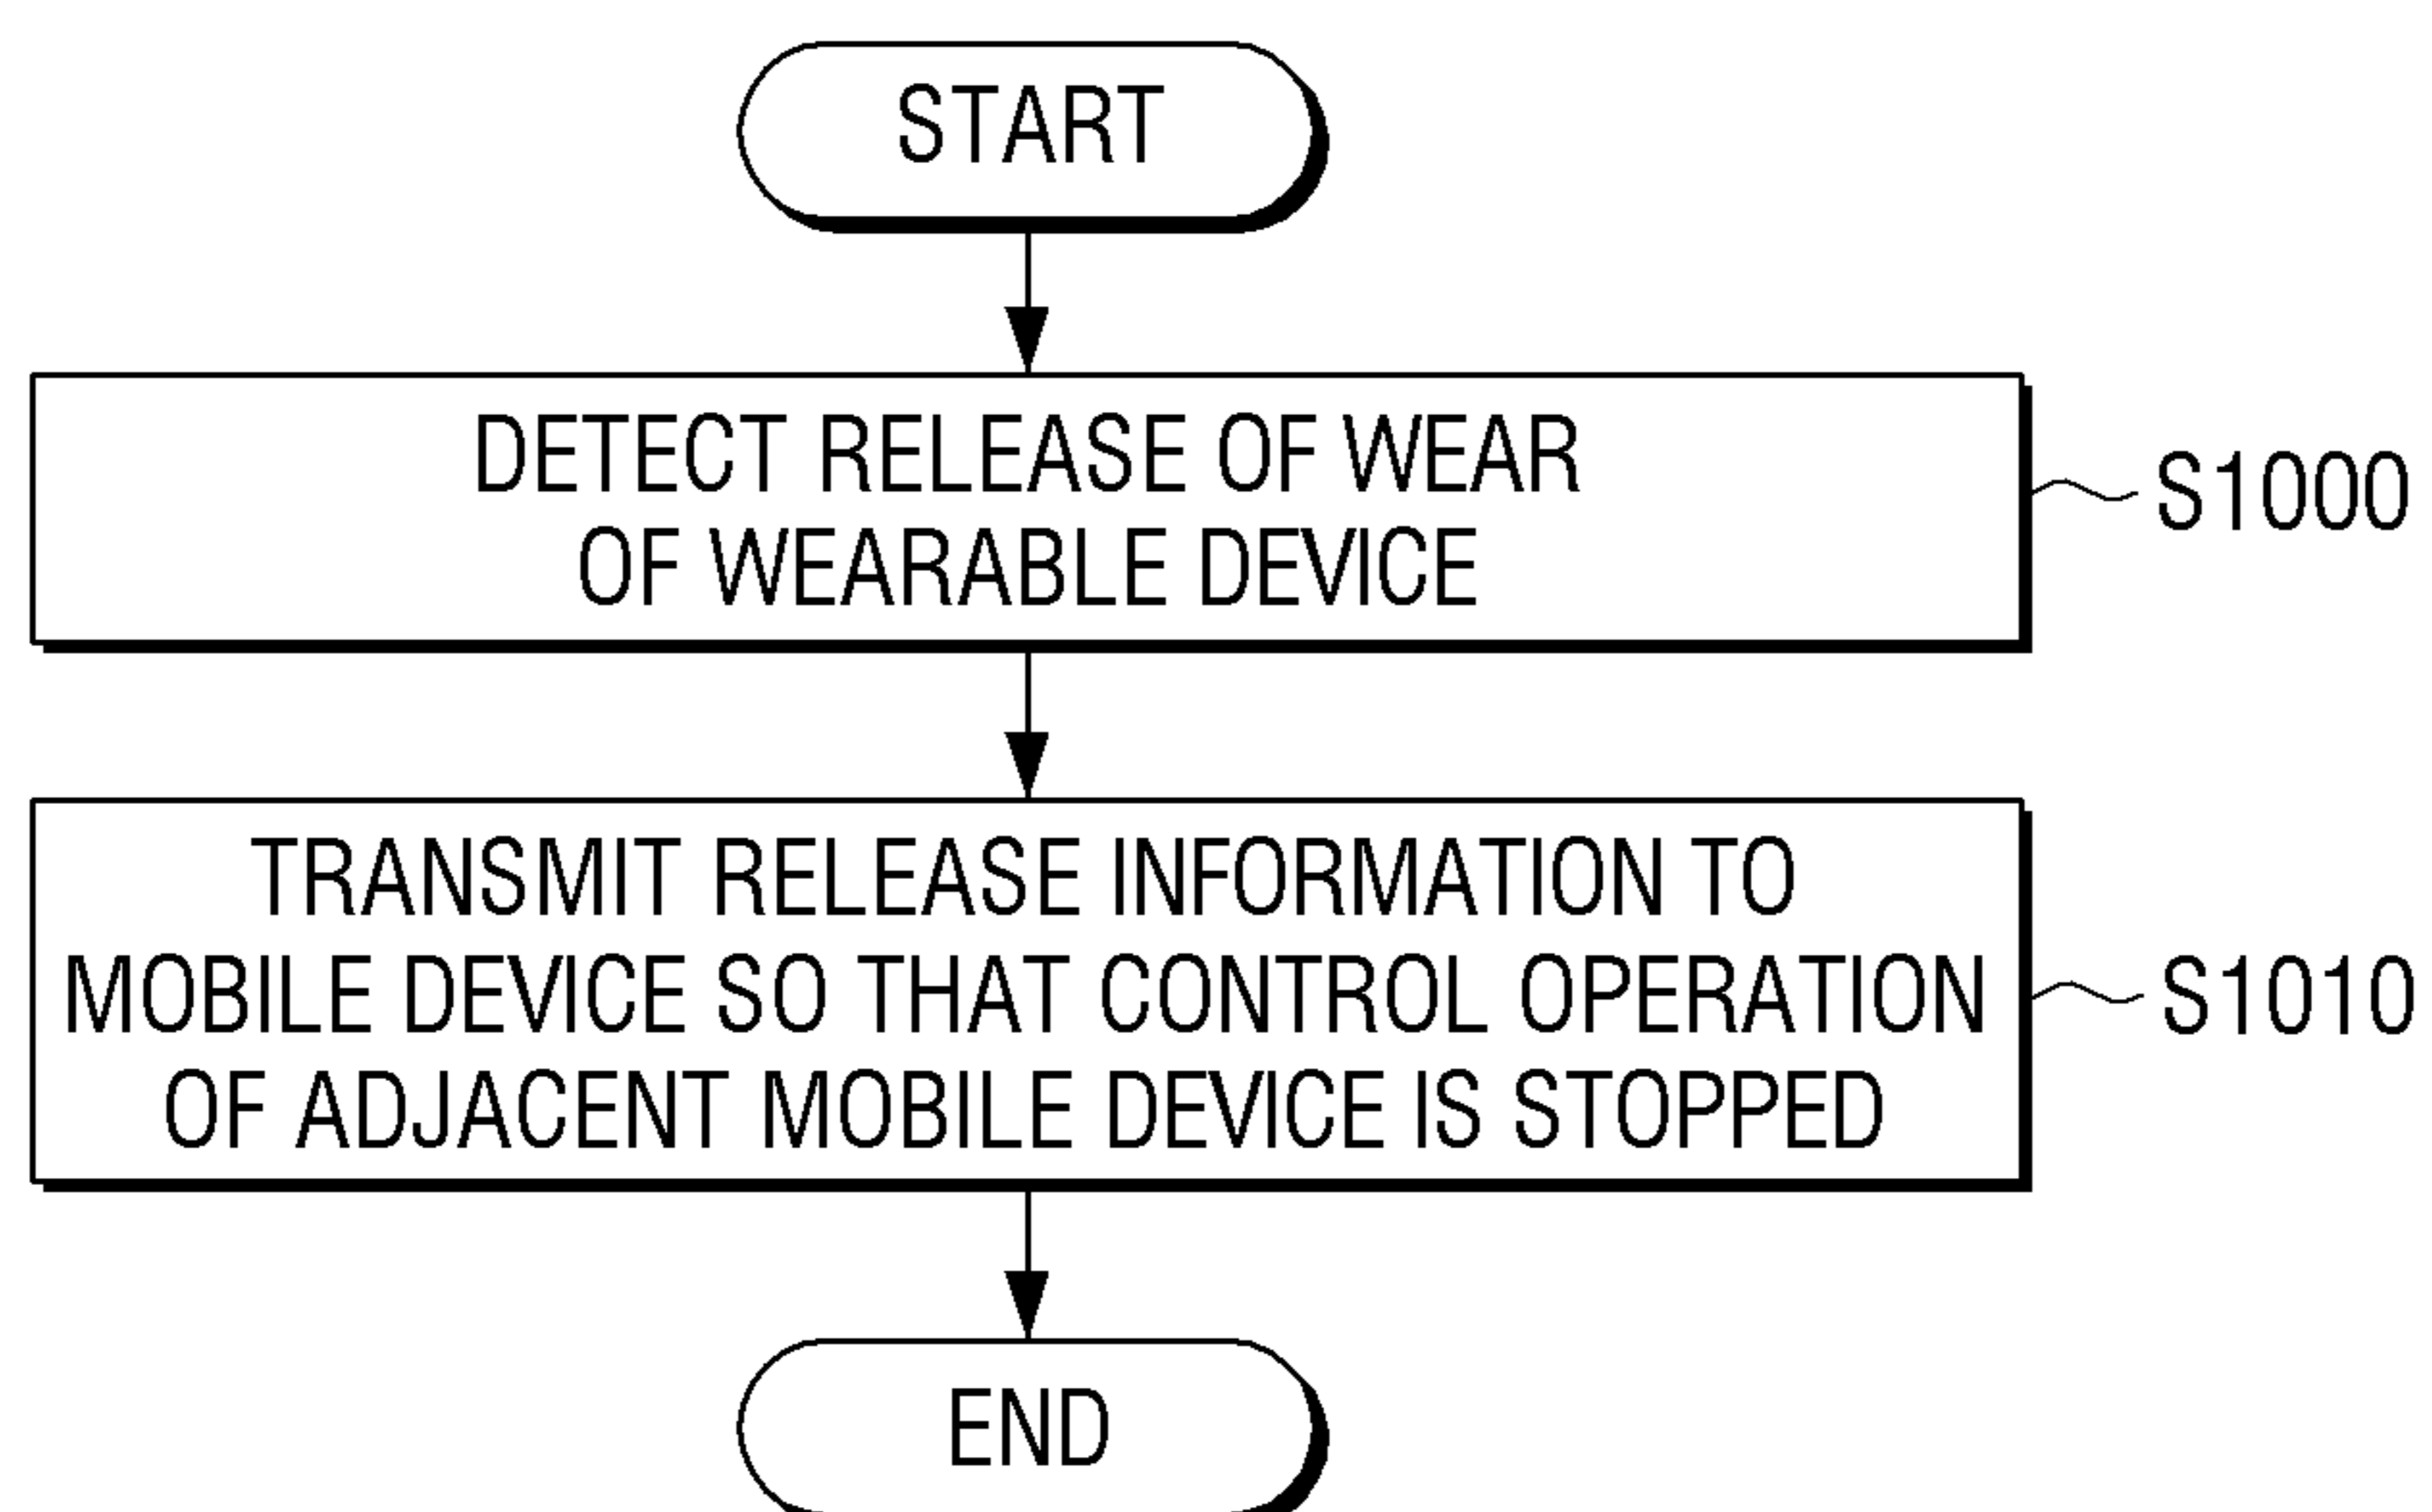 START
DETECT RELEASE OF WEAR
OF WEARABLE DEVICE
S1000
TRANSMIT RELEASE INFORMATION TO
MOBILE DEVICE SO THAT CONTROL OPERATION
OF ADJACENT MOBILE DEVICE IS STOPPED
S1010
END